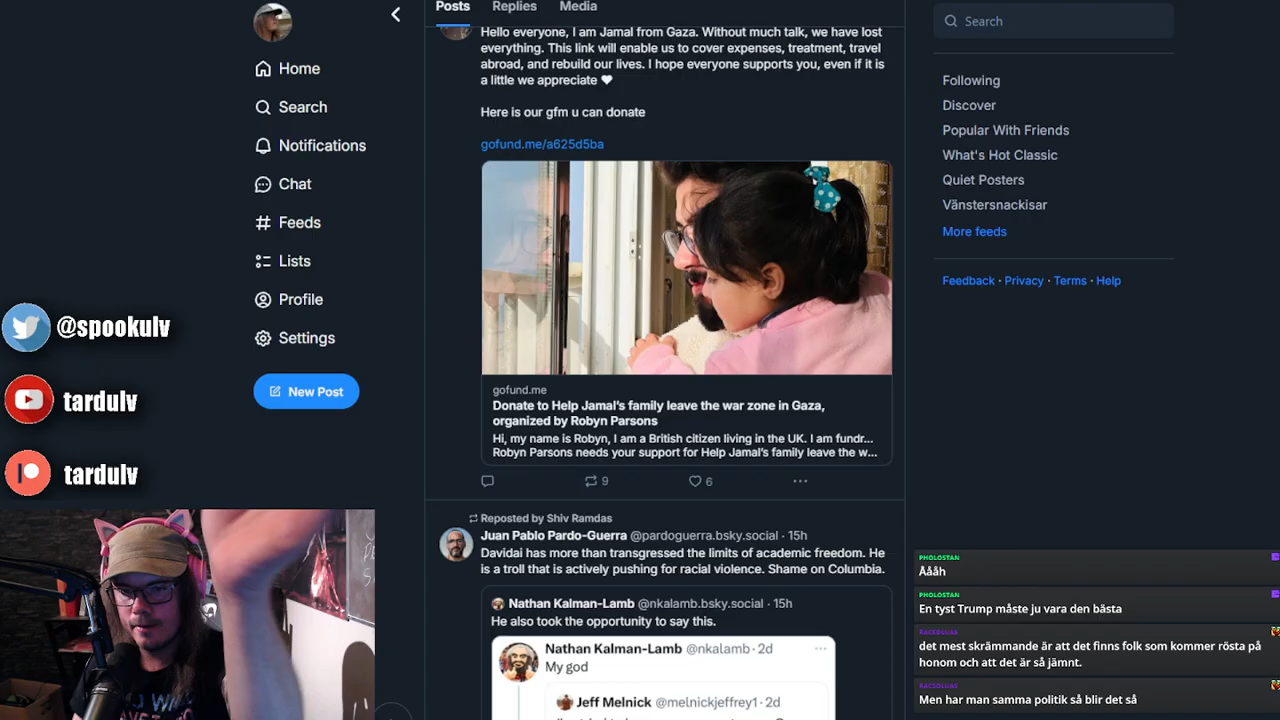 Posts
Replies
Media
Home
Search
Notifications
Chat
Feeds
Lists
Profile
Settings
New Post
@spookulv
tardulv
tardulv
Hello everyone, I am Jamal from Gaza. Without much talk, we have lost
everything. This link will enable us to cover expenses, treatment, travel
abroad, and rebuild our lives. I hope everyone supports you, even if it is
a little we appreciate 🖤
Here is our gfm u can donate
gofund.me/a625d5ba
gofund.me
Donate to Help Jamal's family leave the war zone in Gaza,
organized by Robyn Parsons
Hi, my name is Robyn, I am a British citizen living in the UK. I am fundr...
Robyn Parsons needs your support for Help Jamal's family leave the w...
9
6
Reposted by Shiv Ramdas
Juan Pablo Pardo-Guerra @pardoguerra.bsky.social · 15h
Davidai has more than transgressed the limits of academic freedom. He
is a troll that is actively pushing for racial violence. Shame on Columbia.
Nathan Kalman-Lamb @nkalamb.bsky.social · 15h
He also took the opportunity to say this.
Nathan Kalman-Lamb @nkalamb · 2d
My god
Jeff Melnick @melnickjeffrey1 · 2d
Search
Following
Discover
Popular With Friends
What's Hot Classic
Quiet Posters
Vänstersnackisar
More feeds
Feedback · Privacy · Terms · Help
PHOLOSTAN
Åååh
PHOLOSTAN
En tyst Trump måste ju vara den bästa
det mest skrämmande är att det finns folk som kommer rösta på
honom och att det är så jämnt.
Men har man samma politik så blir det så